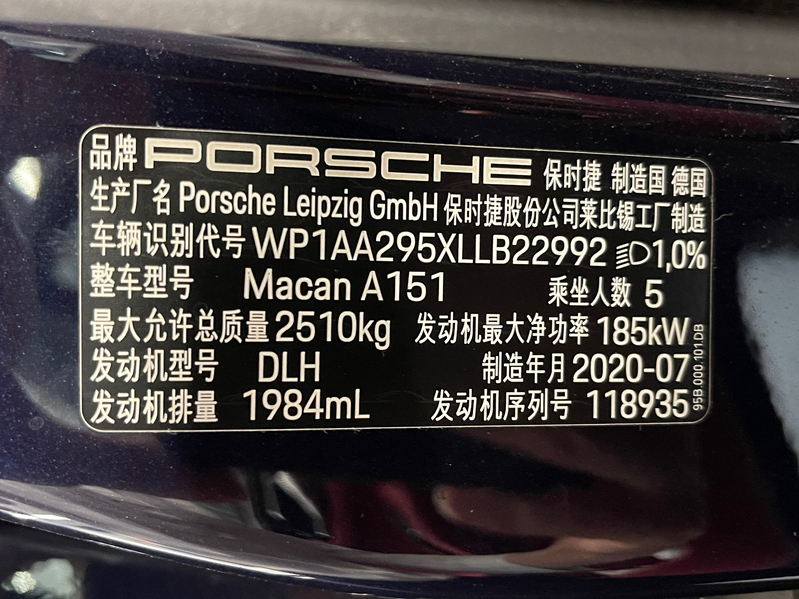 品牌 PORSCHE 保时捷 制造国 德国
生产厂名 Porsche Leipzig GmbH 保时捷股份公司莱比锡工厂制造
车辆识别代号 WP1AA295XLLB22992 1,0%
整车型号 Macan A151 乘坐人数 5
最大允许总质量 2510kg 发动机最大净功率 185kW
发动机型号 DLH 制造年月 2020-07
发动机排量 1984mL 发动机序列号 118935
95B.000.101.DB